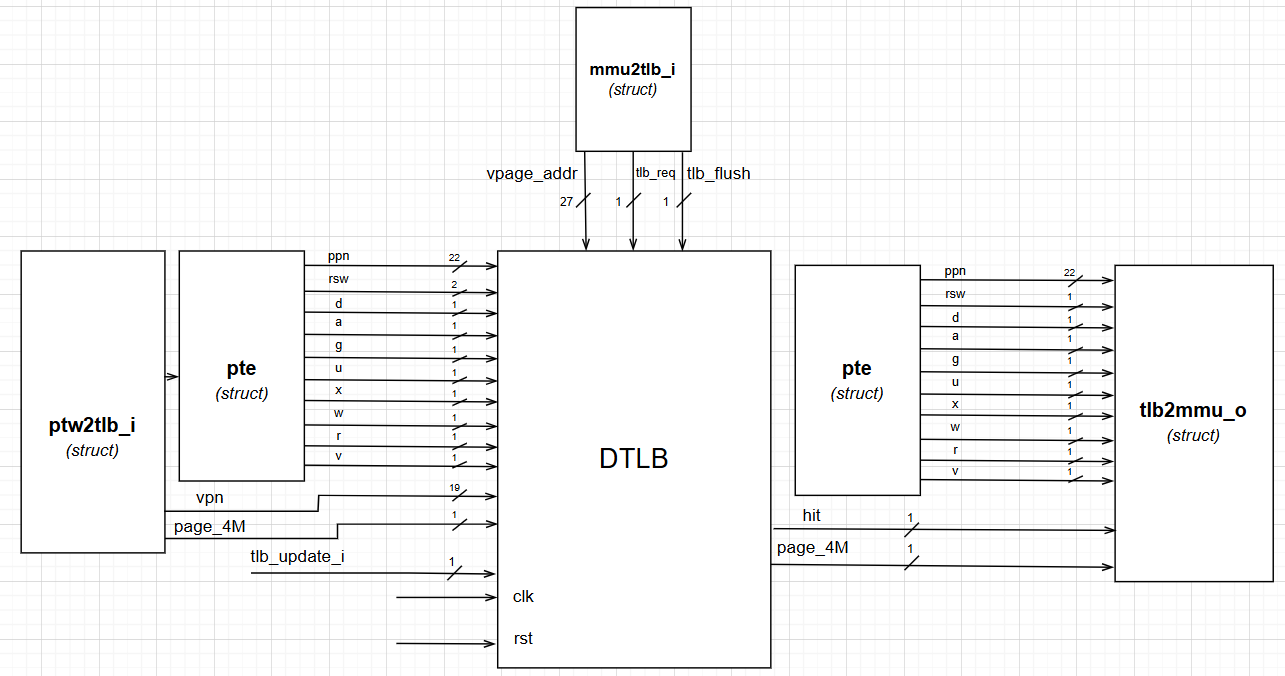 mmu2tlb_i
(struct)
vpage_addr
tlb_req
tlb_flush
27
1
1
ptw2tlb_i
(struct)
pte
(struct)
ppn
22
rsw
2
d
1
a
1
g
1
u
1
x
1
w
1
r
1
v
1
vpn
19
page_4M
1
tlb_update_i
1
clk
rst
DTLB
pte
(struct)
ppn
22
rsw
1
d
1
a
1
g
1
u
1
x
1
w
1
r
1
v
1
hit
1
page_4M
1
tlb2mmu_o
(struct)